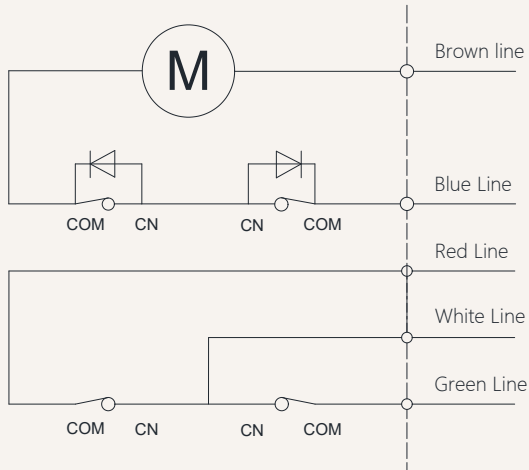 Brown line
M
Blue Line
COM CN CN COM
Red Line
White Line
Green Line
COM CN CN COM